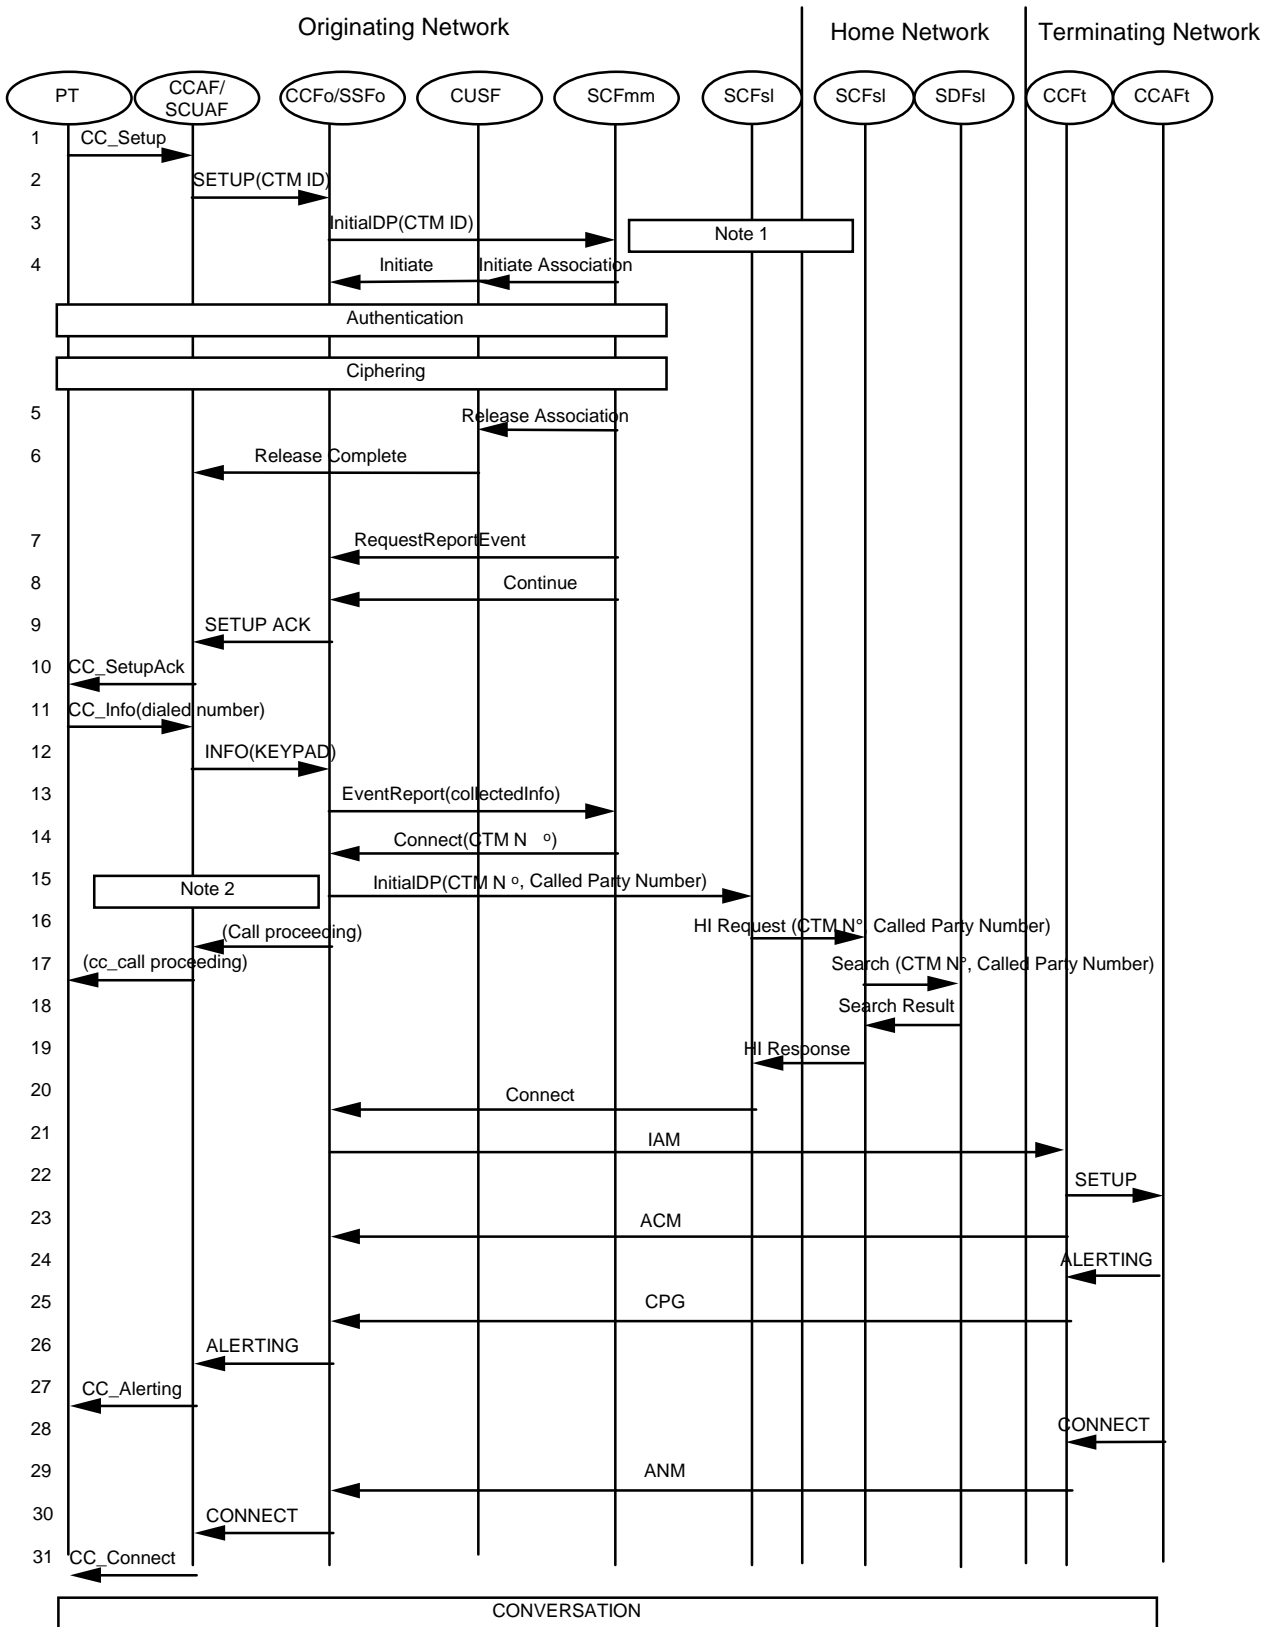 Originating Network
Home Network
Terminating Network
PT
CCAF/
SCUAF
CCFo/SSFo
CUSF
SCFmm
SCFsl
SCFsl
SDFsl
CCFt
CCAFt
1
CC_Setup
2
SETUP(CTM ID)
3
InitialDP(CTM ID)
Note 1
4
Initiate
Initiate Association
Authentication
Ciphering
5
Release Association
6
Release Complete
7
RequestReportEvent
8
Continue
9
SETUP ACK
10
CC_SetupAck
11
CC_Info(dialed number)
12
INFO(KEYPAD)
13
EventReport(collectedInfo)
14
Connect(CTM N º)
15
Note 2
InitialDP(CTM N º, Called Party Number)
16
(Call proceeding)
HI Request (CTM N°, Called Party Number)
17
(cc_call proceeding)
Search (CTM N°, Called Party Number)
18
Search Result
19
HI Response
20
Connect
21
IAM
22
SETUP
23
ACM
24
ALERTING
25
CPG
26
ALERTING
27
CC_Alerting
28
CONNECT
29
ANM
30
CONNECT
31
CC_Connect
CONVERSATION